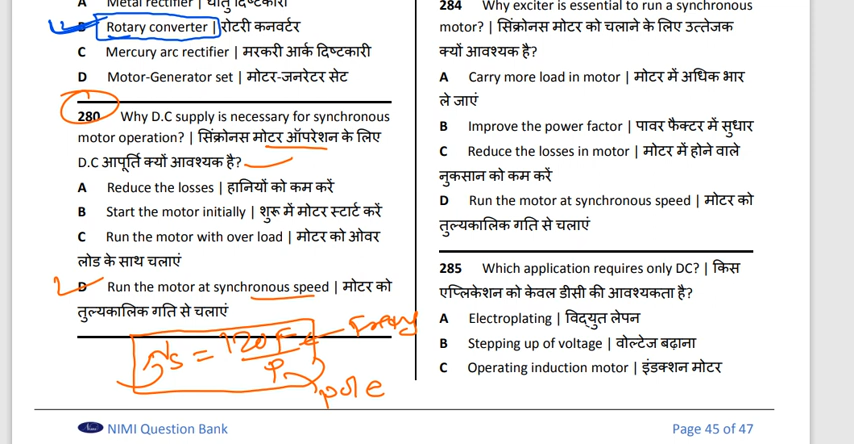 A Metal rectifier | धातु दिष्टकारी
B Rotary converter | रोटरी कनवर्टर
C Mercury arc rectifier | मरकरी आर्क दिष्टकारी
D Motor-Generator set | मोटर-जनरेटर सेट
280 Why D.C supply is necessary for synchronous
motor operation? | सिंक्रोनस मोटर ऑपरेशन के लिए
D.C आपूर्ति क्यों आवश्यक है?
A Reduce the losses | हानियों को कम करें
B Start the motor initially | शुरू में मोटर स्टार्ट करें
C Run the motor with over load | मोटर को ओवर
लोड के साथ चलाएं
D Run the motor at synchronous speed | मोटर को
तुल्यकालिक गति से चलाएं
Ns = 120F
P
pole
284 Why exciter is essential to run a synchronous
motor? | सिंक्रोनस मोटर को चलाने के लिए उत्तेजक
क्यों आवश्यक है?
A Carry more load in motor | मोटर में अधिक भार
ले जाएं
B Improve the power factor | पावर फैक्टर में सुधार
C Reduce the losses in motor | मोटर में होने वाले
नुकसान को कम करें
D Run the motor at synchronous speed | मोटर को
तुल्यकालिक गति से चलाएं
285 Which application requires only DC? | किस
एप्लिकेशन को केवल डीसी की आवश्यकता है?
A Electroplating | विद्युत लेपन
B Stepping up of voltage | वोल्टेज बढ़ाना
C Operating induction motor | इंडक्शन मोटर
NIMI Question Bank
Page 45 of 47